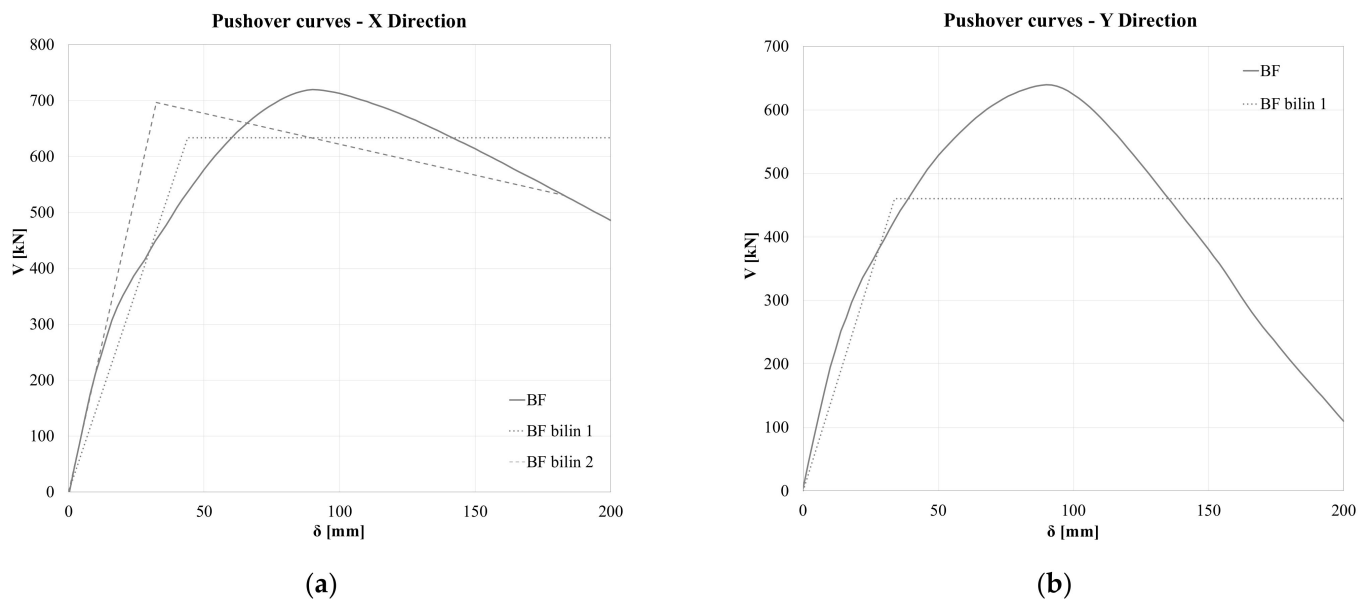 Pushover curves - X Direction
800
700
600
500
400
300
200
100
0
V [kN]
0 50 100 150 200
δ [mm]
BF
BF bilin 1
BF bilin 2
(a)
Pushover curves - Y Direction
700
600
500
400
300
200
100
0
V [kN]
0 50 100 150 200
δ [mm]
BF
BF bilin 1
(b)